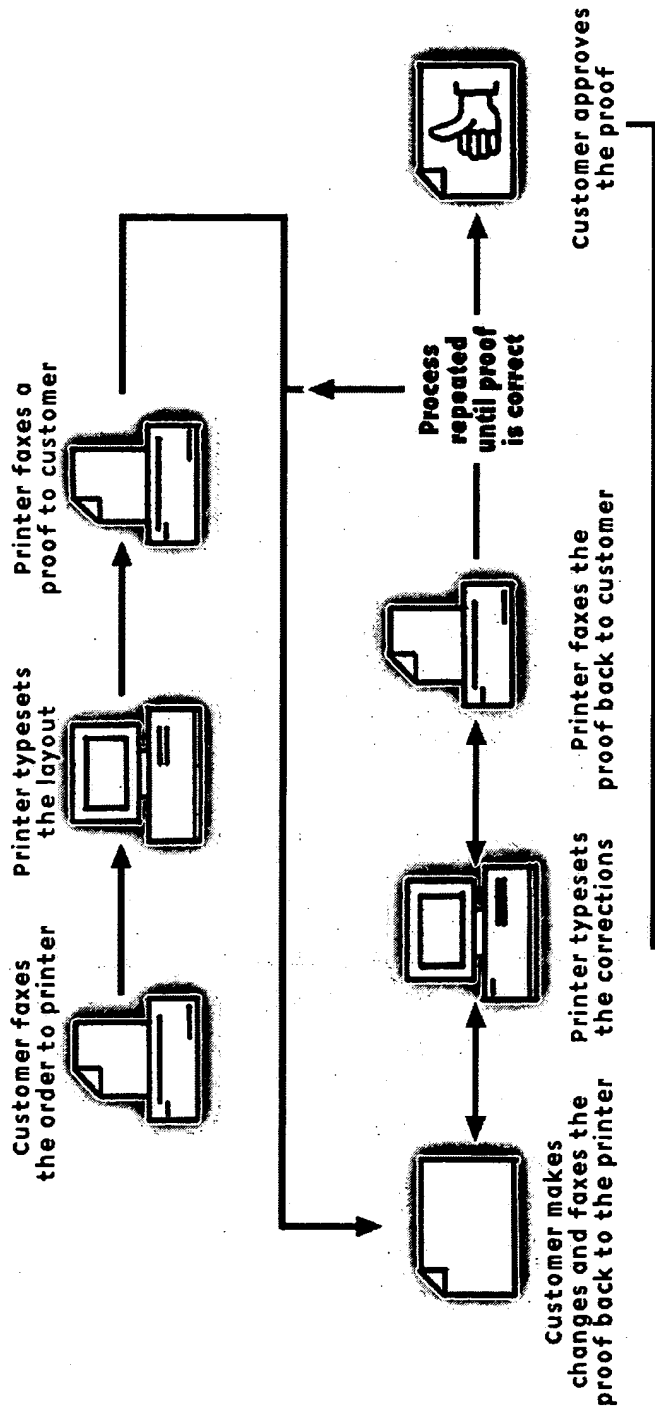 Customer faxes
the order to printer
Printer typesets
the layout
Printer faxes a
proof to customer
Customer makes
changes and faxes the
proof back to the printer
Printer typesets
the corrections
Printer faxes the
proof back to customer
Process
repeated
until proof
is correct
Customer approves
the proof